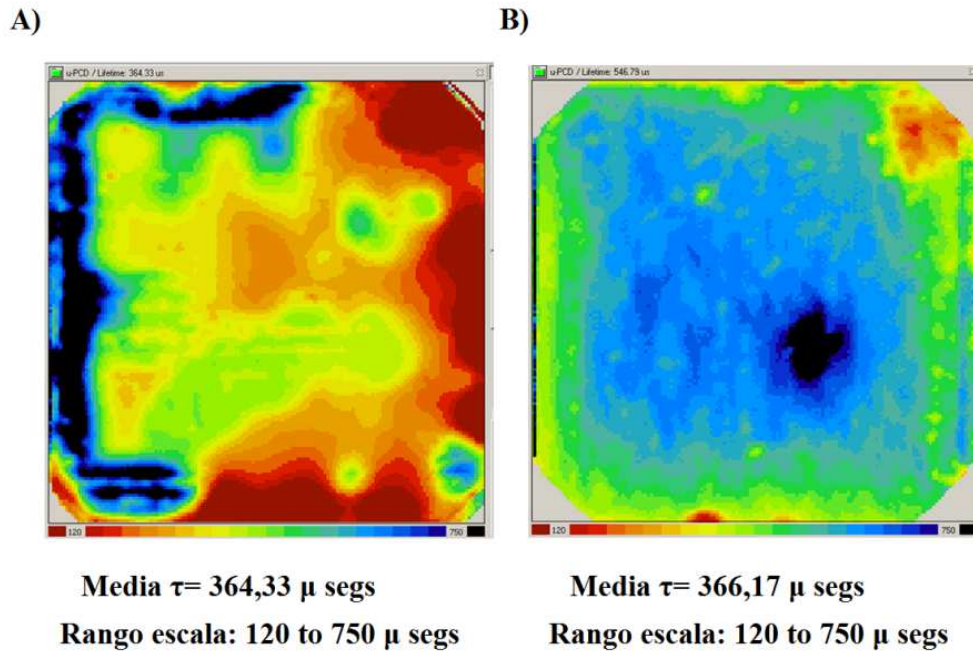 A)
B)
u-PCD / Lifetime: 364.33 us
u-PCD / Lifetime: 546.79 us
120
750
120
750
Media τ= 364,33 μ segs
Rango escala: 120 to 750 μ segs
Media τ= 366,17 μ segs
Rango escala: 120 to 750 μ segs